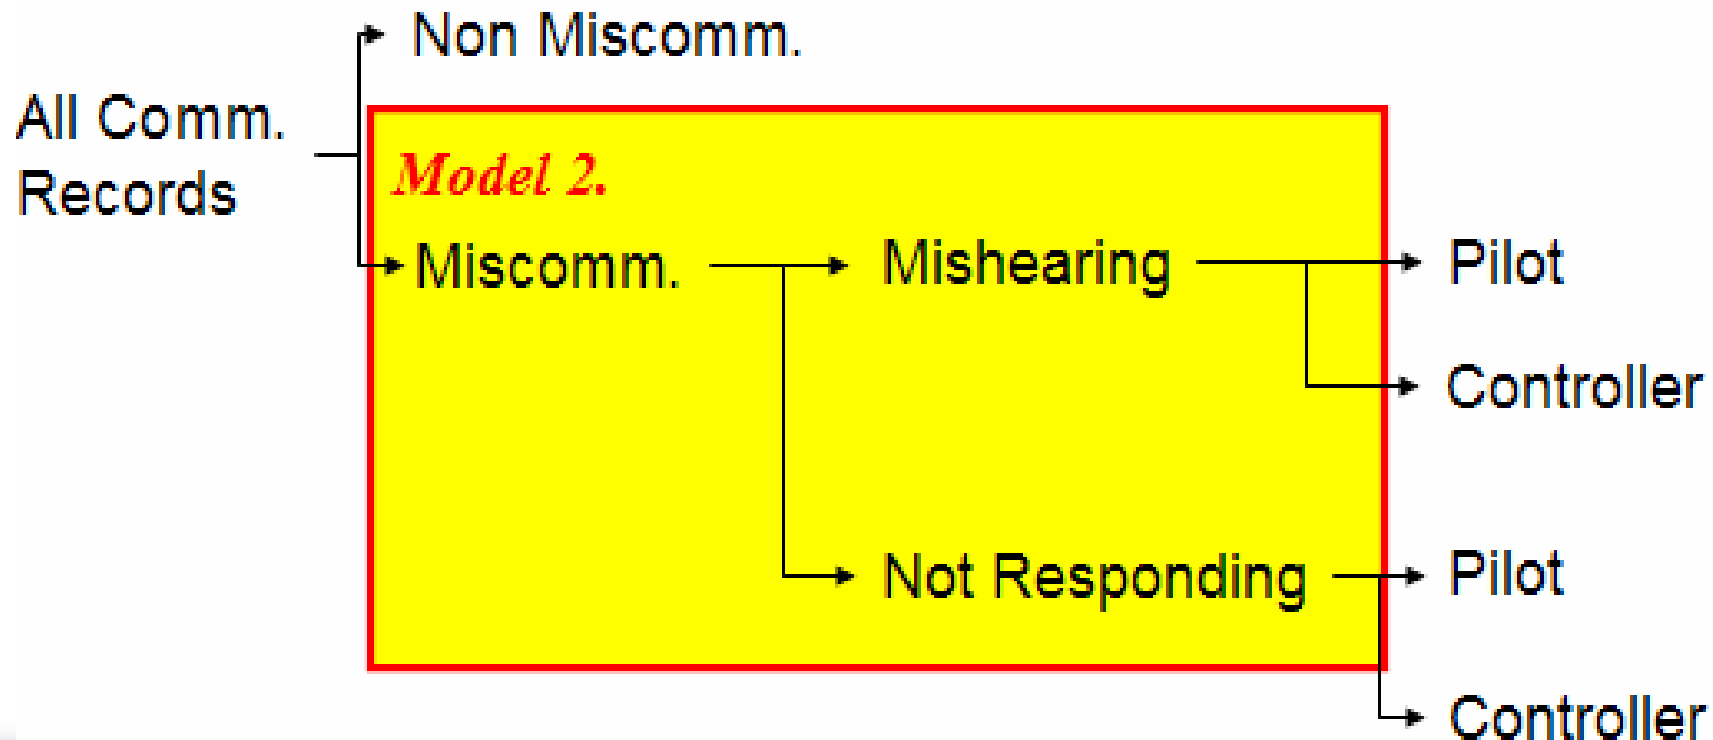 Non Miscomm.
All Comm.
Records
Model 2.
Miscomm.
Mishearing
Pilot
Controller
Not Responding
Pilot
Controller